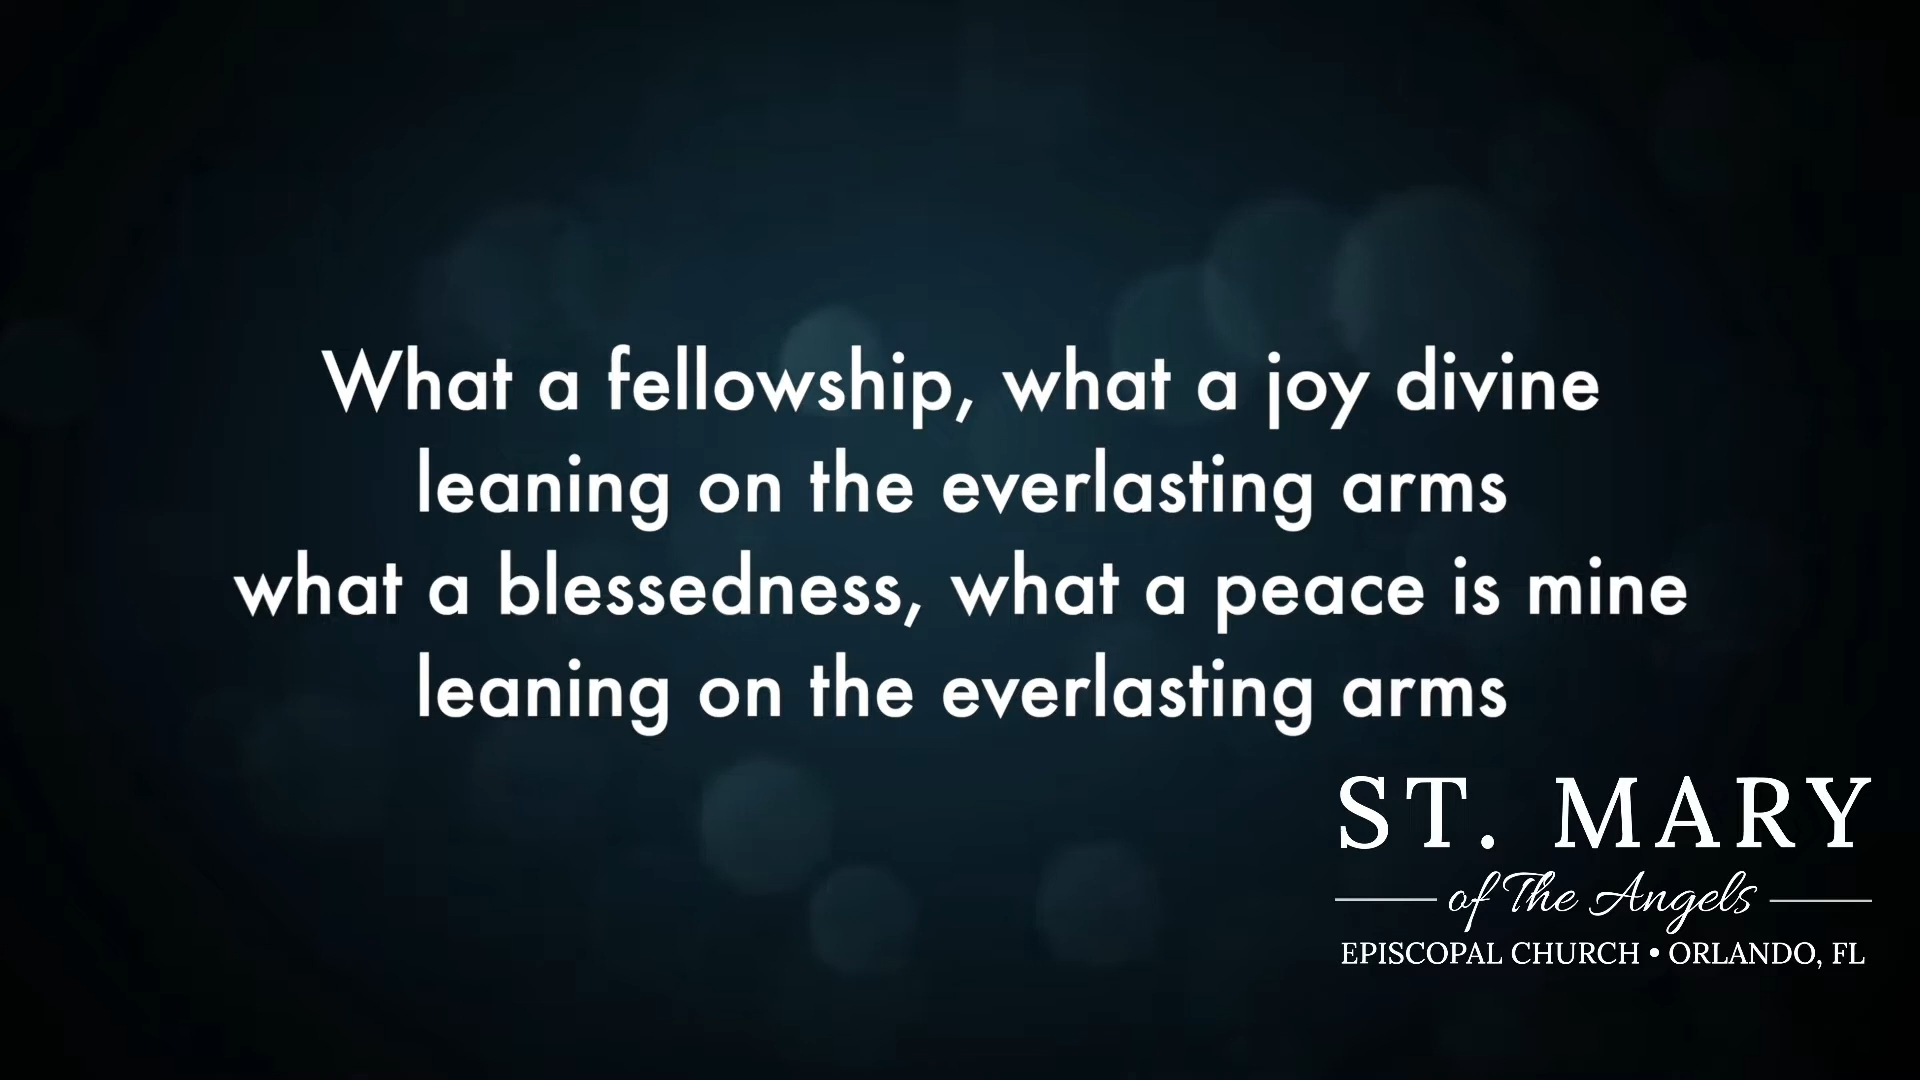 What a fellowship, what a joy divine
leaning on the everlasting arms
what a blessedness, what a peace is mine
leaning on the everlasting arms
ST. MARY
of The Angels
EPISCOPAL CHURCH • ORLANDO, FL